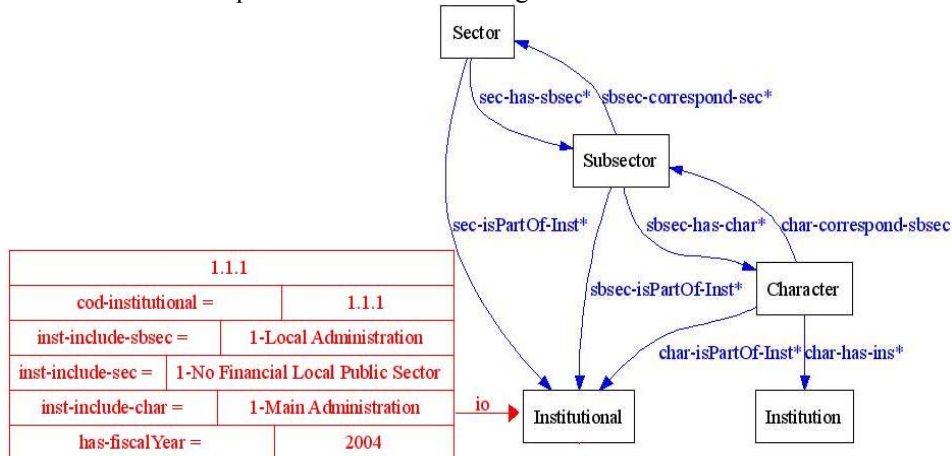 Sector
sec-has-sbsec* sbsec-correspond-sec*
Subsector
sec-isPartOf-Inst* sbsec-has-char* char-correspond-sbsec
1.1.1
cod-institutional = 1.1.1
sbsec-isPartOf-Inst* Character
inst-include-sbsec = 1-Local Administration
inst-include-sec = 1-No Financial Local Public Sector
char-isPartOf-Inst* char-has-ins*
inst-include-char = 1-Main Administration
io
Institutional Institution
has-fiscalYear = 2004